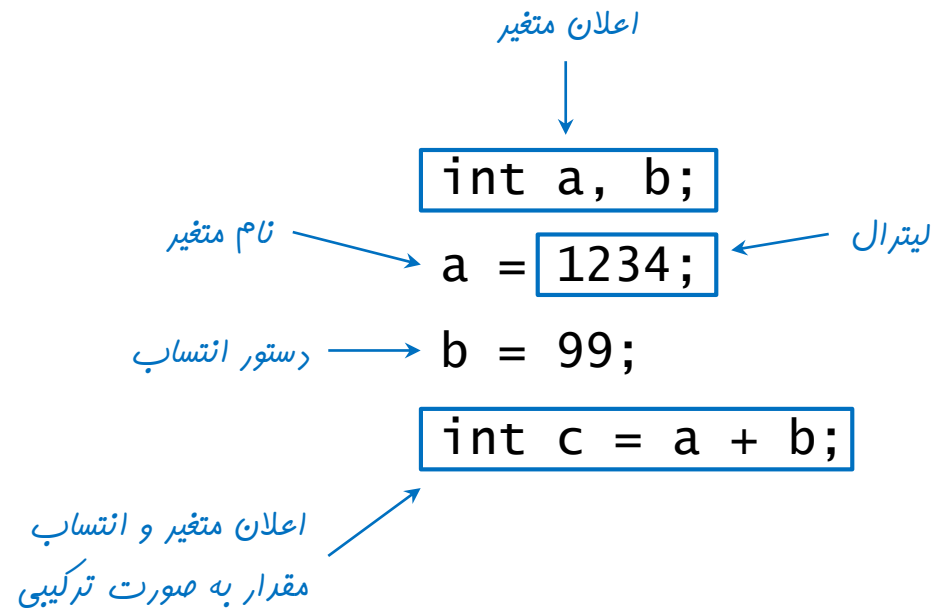 اعلان متغیر
int a, b;
نام متغیر
a = 1234;
لیترال
دستور انتساب
b = 99;
int c = a + b;
اعلان متغیر و انتساب
مقدار به صورت ترکیبی